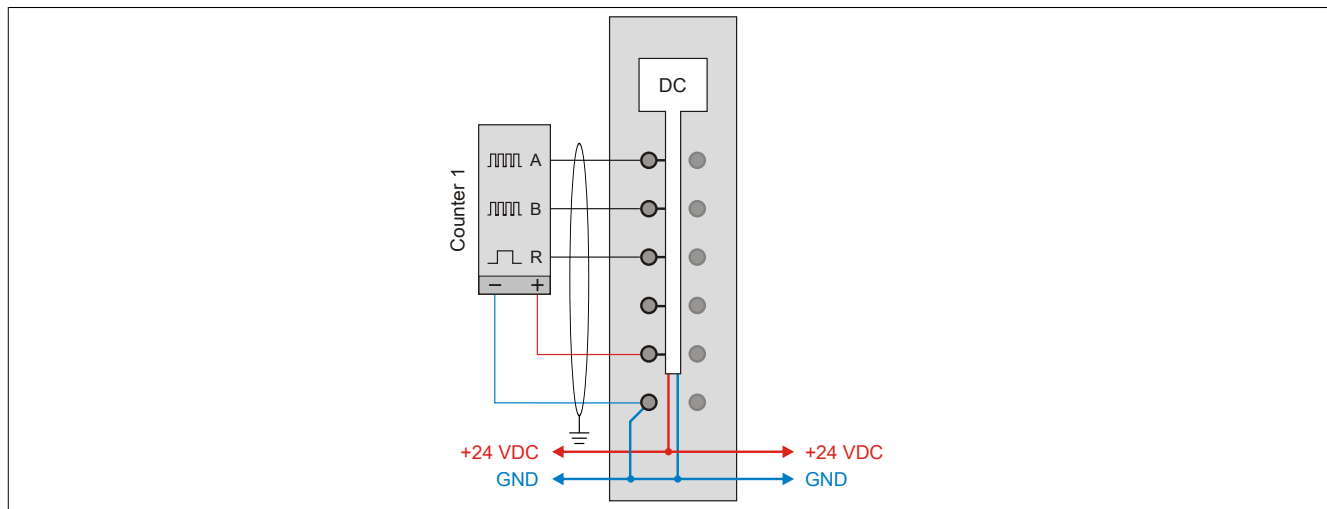 DC
Counter 1
A
B
R
− +
+24 VDC +24 VDC
GND GND